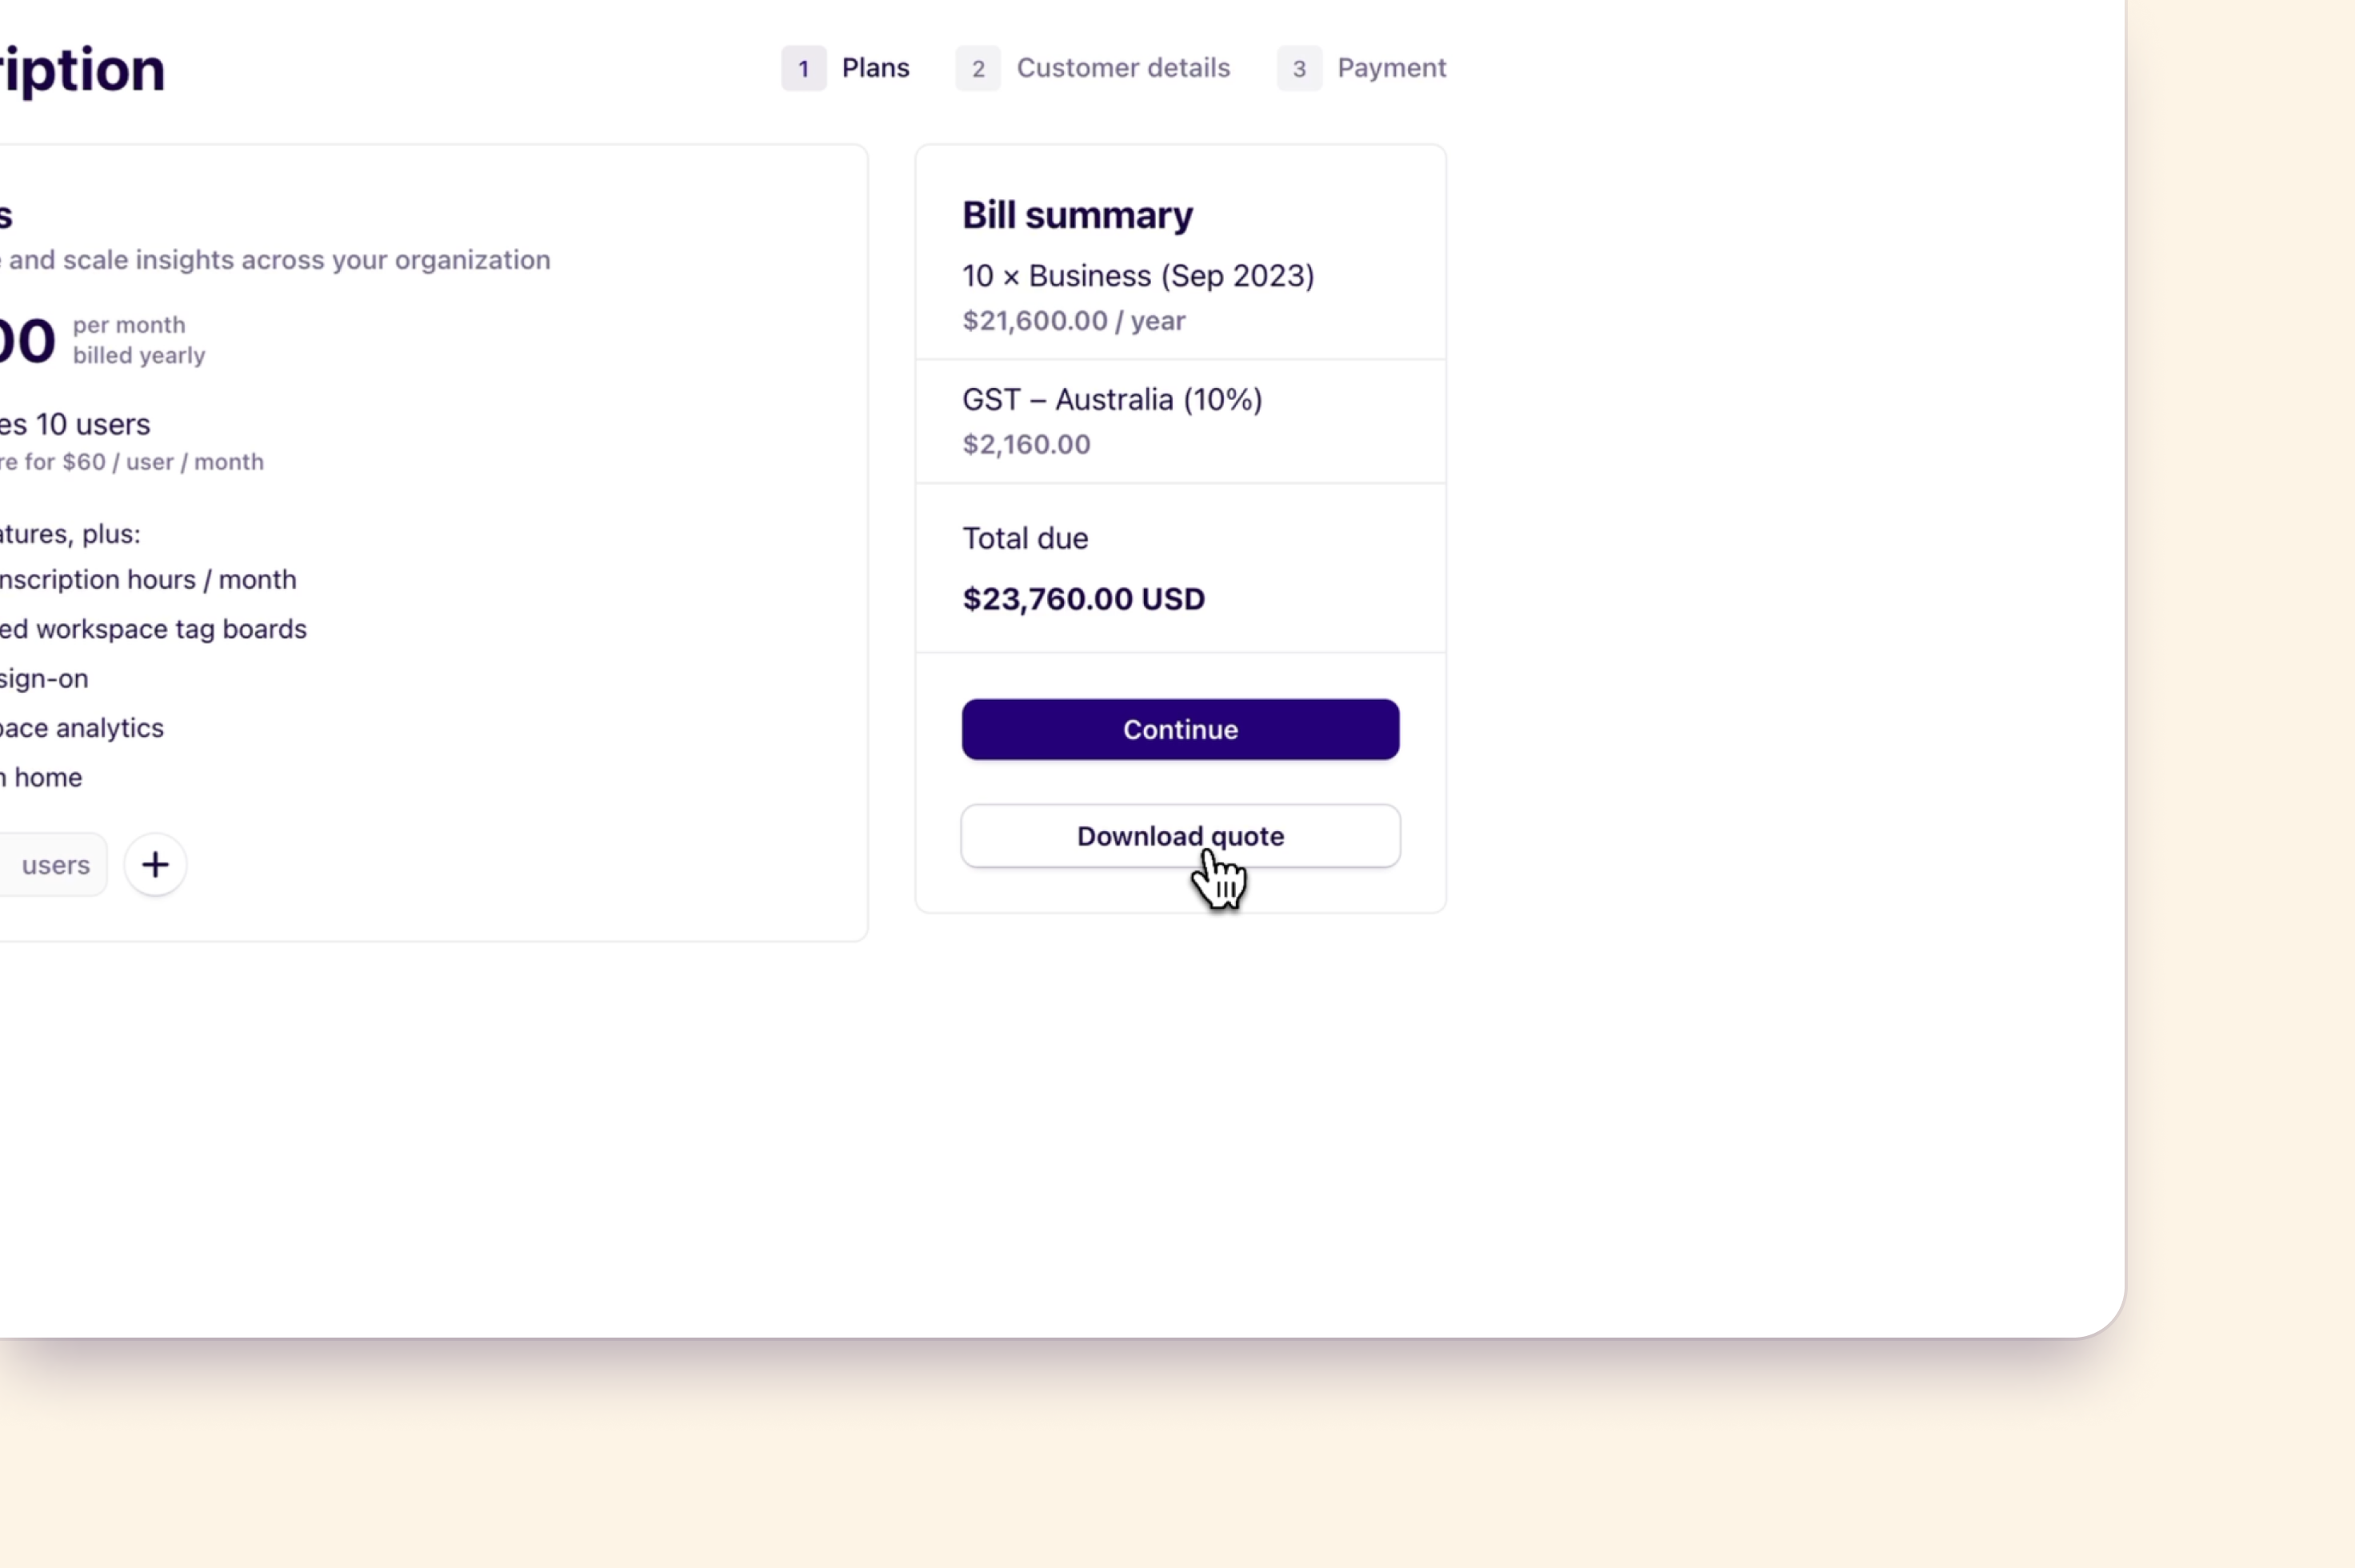 ription
1 Plans 2 Customer details 3 Payment
s
e and scale insights across your organization
00 per month
billed yearly
es 10 users
re for $60 / user / month
atures, plus:
nscription hours / month
ed workspace tag boards
sign-on
pace analytics
n home
users +
Bill summary
10 × Business (Sep 2023)
$21,600.00 / year
GST – Australia (10%)
$2,160.00
Total due
$23,760.00 USD
Continue
Download quote